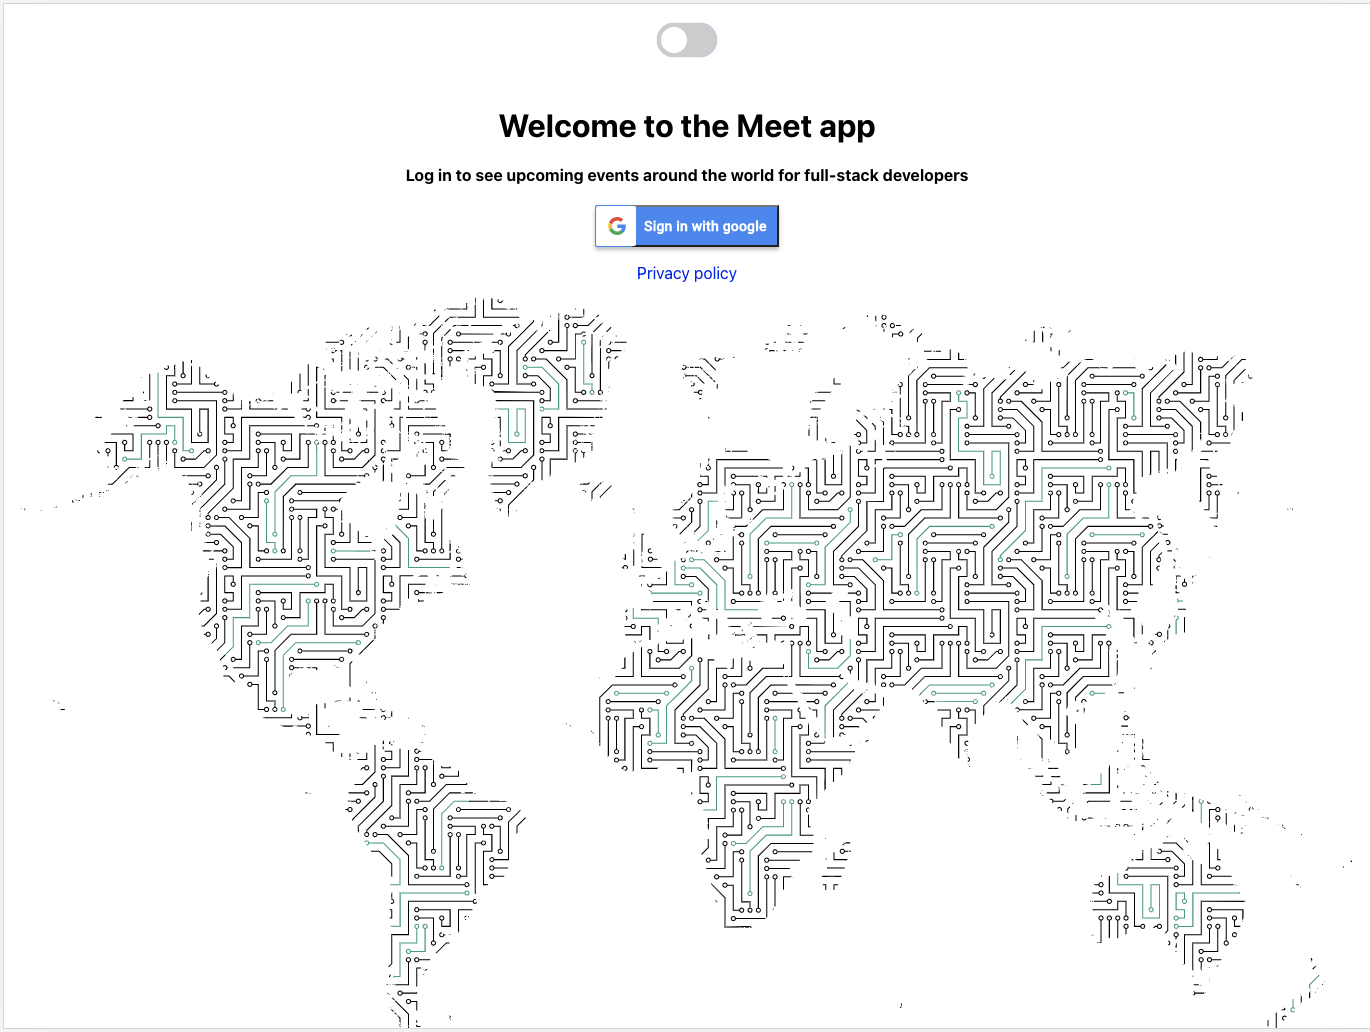 Welcome to the Meet app
Log in to see upcoming events around the world for full-stack developers
Sign in with google
Privacy policy